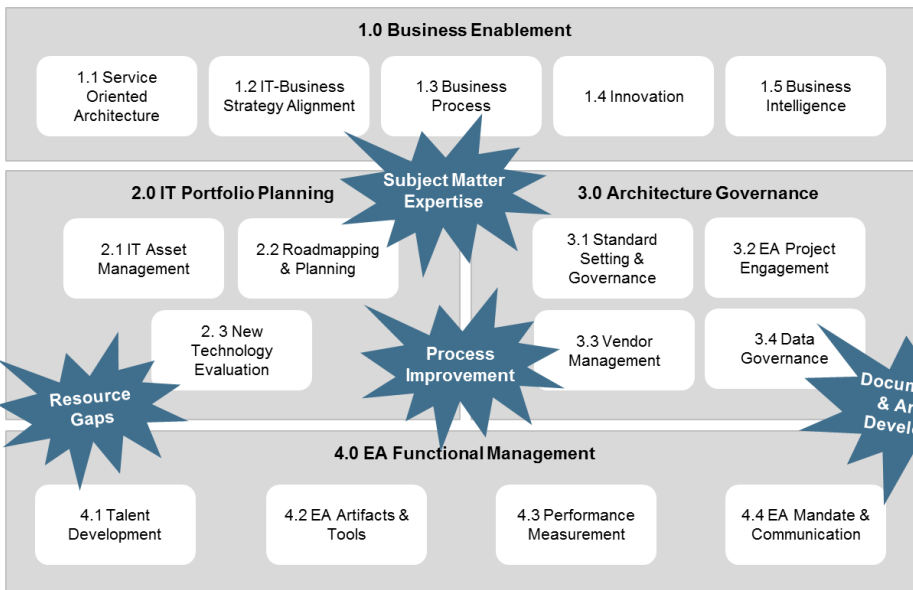 1.0 Business Enablement
1.1 Service
Oriented
Architecture
1.2 IT-Business
Strategy Alignment
1.3 Business
Process
1.4 Innovation
1.5 Business
Intelligence
Subject Matter
Expertise
2.0 IT Portfolio Planning
2.1 IT Asset
Management
2.2 Roadmapping
& Planning
2. 3 New
Technology
Evaluation
3.0 Architecture Governance
3.1 Standard
Setting &
Governance
3.2 EA Project
Engagement
3.3 Vendor
Management
3.4 Data
Governance
Process
Improvement
Resource
Gaps
&
4.0 EA Functional Management
4.1 Talent
Development
4.2 EA Artifacts &
Tools
4.3 Performance
Measurement
4.4 EA Mandate &
Communication